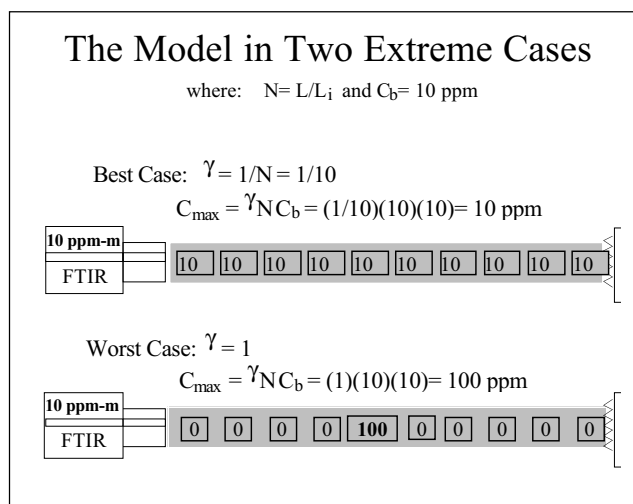 The Model in Two Extreme Cases
where: N= L/Li and Cb= 10 ppm
Best Case: γ = 1/N = 1/10
Cmax = γNCb = (1/10)(10)(10)= 10 ppm
10 ppm-m
FTIR
10 10 10 10 10 10 10 10 10 10
Worst Case: γ = 1
Cmax = γNCb = (1)(10)(10)= 100 ppm
10 ppm-m
FTIR
0 0 0 0 100 0 0 0 0 0